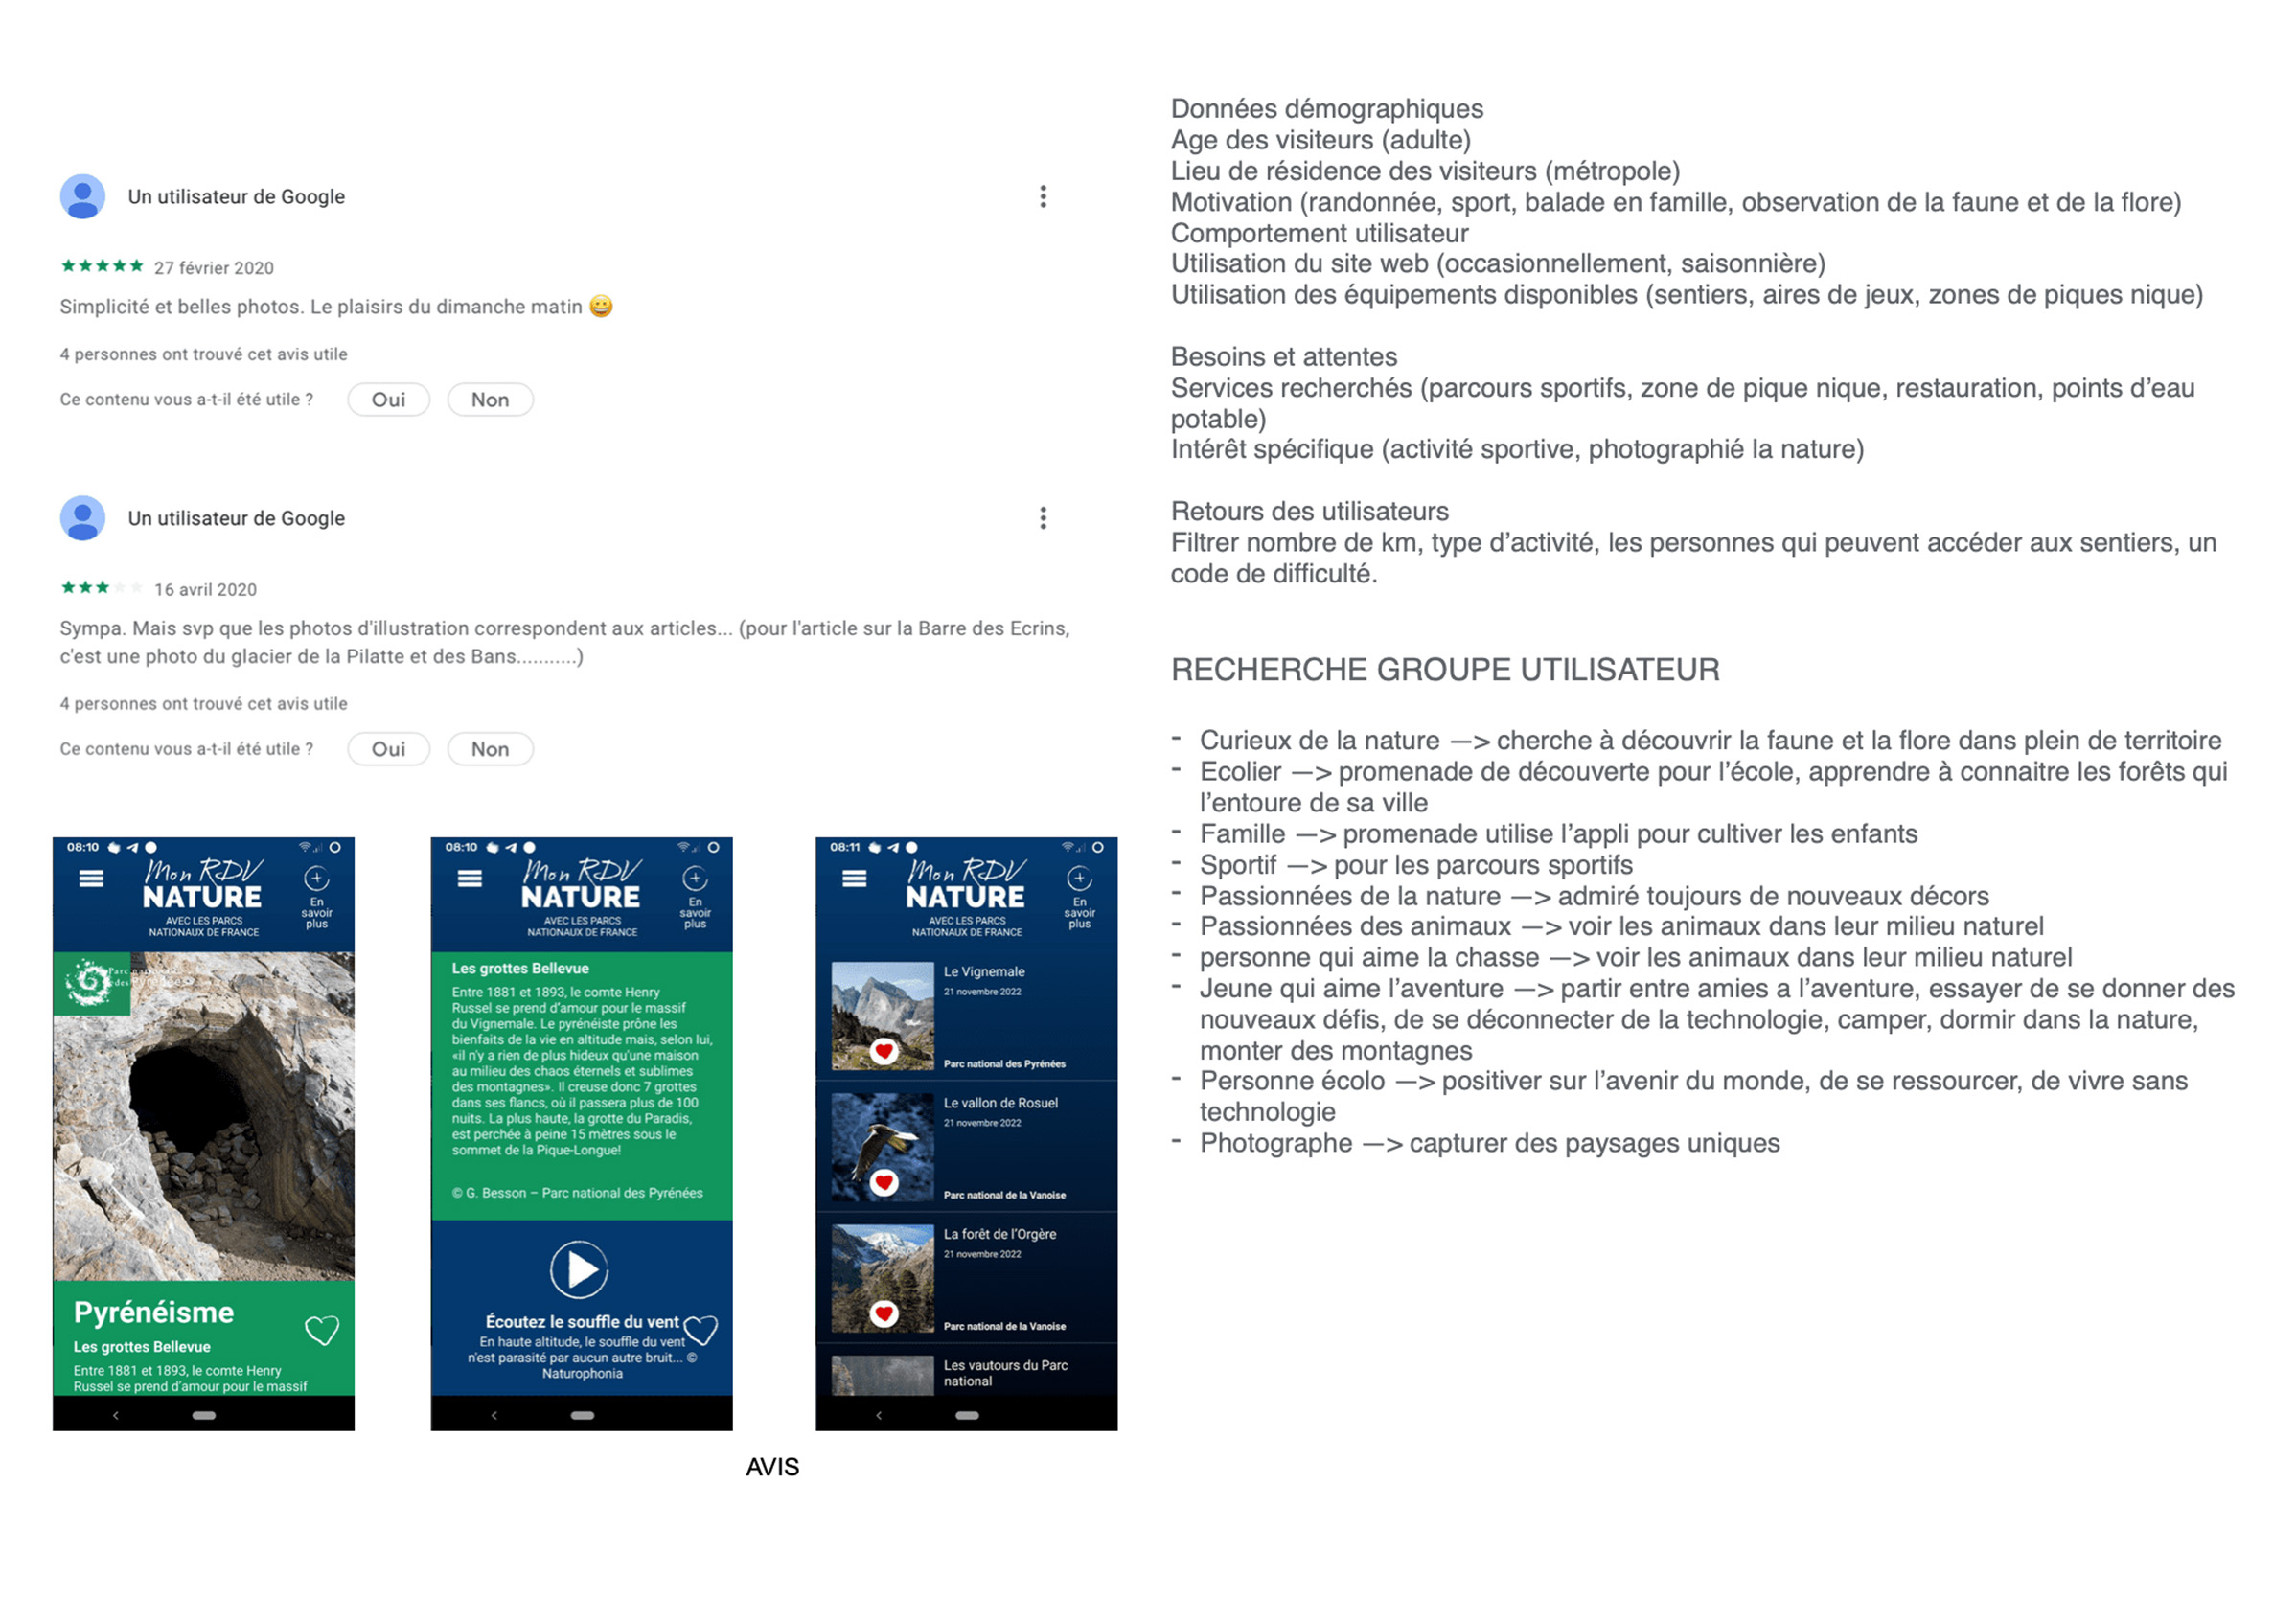 Un utilisateur de Google
27 février 2020
Simplicité et belles photos. Le plaisirs du dimanche matin 😀
4 personnes ont trouvé cet avis utile
Ce contenu vous a-t-il été utile ? Oui Non
Un utilisateur de Google
16 avril 2020
Sympa. Mais svp que les photos d'illustration correspondent aux articles... (pour l'article sur la Barre des Ecrins,
c'est une photo du glacier de la Pilatte et des Bans...........)
4 personnes ont trouvé cet avis utile
Ce contenu vous a-t-il été utile ? Oui Non
08:10
Mon RDV
NATURE
AVEC LES PARCS
NATIONAUX DE FRANCE
En
savoir
plus
Parc national
des Pyrénées
Pyrénéisme
Les grottes Bellevue
Entre 1881 et 1893, le comte Henry
Russel se prend d'amour pour le massif
08:10
Mon RDV
NATURE
AVEC LES PARCS
NATIONAUX DE FRANCE
En
savoir
plus
Les grottes Bellevue
Entre 1881 et 1893, le comte Henry
Russel se prend d'amour pour le massif
du Vignemale. Le pyrénéiste prône les
bienfaits de la vie en altitude mais, selon lui,
«il n'y a rien de plus hideux qu'une maison
au milieu des chaos éternels et sublimes
des montagnes». Il creuse donc 7 grottes
dans ses flancs, où il passera plus de 100
nuits. La plus haute, la grotte du Paradis,
est perchée à peine 15 mètres sous le
sommet de la Pique-Longue!
© G. Besson – Parc national des Pyrénées
Écoutez le souffle du vent
En haute altitude, le souffle du vent
n'est parasité par aucun autre bruit... ©
Naturophonia
08:11
Mon RDV
NATURE
AVEC LES PARCS
NATIONAUX DE FRANCE
En
savoir
plus
Le Vignemale
21 novembre 2022
Parc national des Pyrénées
Le vallon de Rosuel
21 novembre 2022
Parc national de la Vanoise
La forêt de l'Orgère
21 novembre 2022
Parc national de la Vanoise
Les vautours du Parc
national
AVIS
Données démographiques
Age des visiteurs (adulte)
Lieu de résidence des visiteurs (métropole)
Motivation (randonnée, sport, balade en famille, observation de la faune et de la flore)
Comportement utilisateur
Utilisation du site web (occasionnellement, saisonnière)
Utilisation des équipements disponibles (sentiers, aires de jeux, zones de piques nique)
Besoins et attentes
Services recherchés (parcours sportifs, zone de pique nique, restauration, points d'eau
potable)
Intérêt spécifique (activité sportive, photographié la nature)
Retours des utilisateurs
Filtrer nombre de km, type d'activité, les personnes qui peuvent accéder aux sentiers, un
code de difficulté.
RECHERCHE GROUPE UTILISATEUR
- Curieux de la nature —> cherche à découvrir la faune et la flore dans plein de territoire
- Ecolier —> promenade de découverte pour l'école, apprendre à connaitre les forêts qui
l'entoure de sa ville
- Famille —> promenade utilise l'appli pour cultiver les enfants
- Sportif —> pour les parcours sportifs
- Passionnées de la nature —> admiré toujours de nouveaux décors
- Passionnées des animaux —> voir les animaux dans leur milieu naturel
- personne qui aime la chasse —> voir les animaux dans leur milieu naturel
- Jeune qui aime l'aventure —> partir entre amies a l'aventure, essayer de se donner des
nouveaux défis, de se déconnecter de la technologie, camper, dormir dans la nature,
monter des montagnes
- Personne écolo —> positiver sur l'avenir du monde, de se ressourcer, de vivre sans
technologie
- Photographe —> capturer des paysages uniques